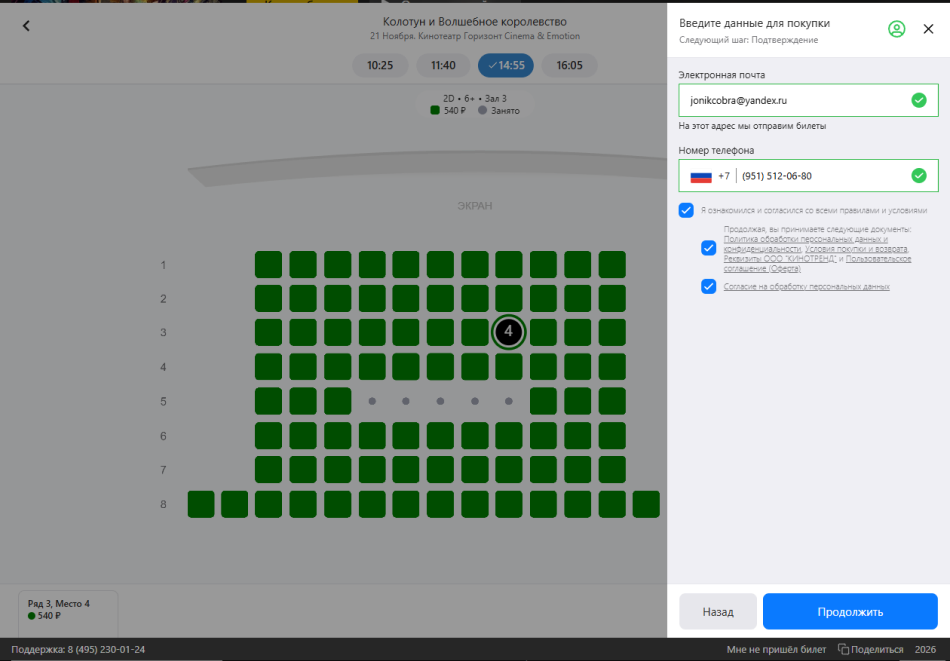 Колотун и Волшебное королевство
21 Ноября. Кинотеатр Горизонт Cinema & Emotion
10:25
11:40
14:55
16:05
2D • 6+ • Зал 3
540 ₽ Занято
ЭКРАН
1
2
3
4
4
5
6
7
8
Ряд 3, Место 4
540 ₽
Введите данные для покупки
Следующий шаг: Подтверждение
Электронная почта
jonikcobra@yandex.ru
На этот адрес мы отправим билеты
Номер телефона
+7 (951) 512-06-80
Я ознакомился и согласился со всеми правилами и условиями
Продолжая, вы принимаете следующие документы:
Политика обработки персональных данных и
конфиденциальности, Условия покупки и возврата,
Реквизиты ООО "КИНОТРЕНД" и Пользовательское
соглашение (Оферта)
Согласие на обработку персональных данных
Назад
Продолжить
Поддержка: 8 (495) 230-01-24
Мне не пришёл билет Поделиться 2026